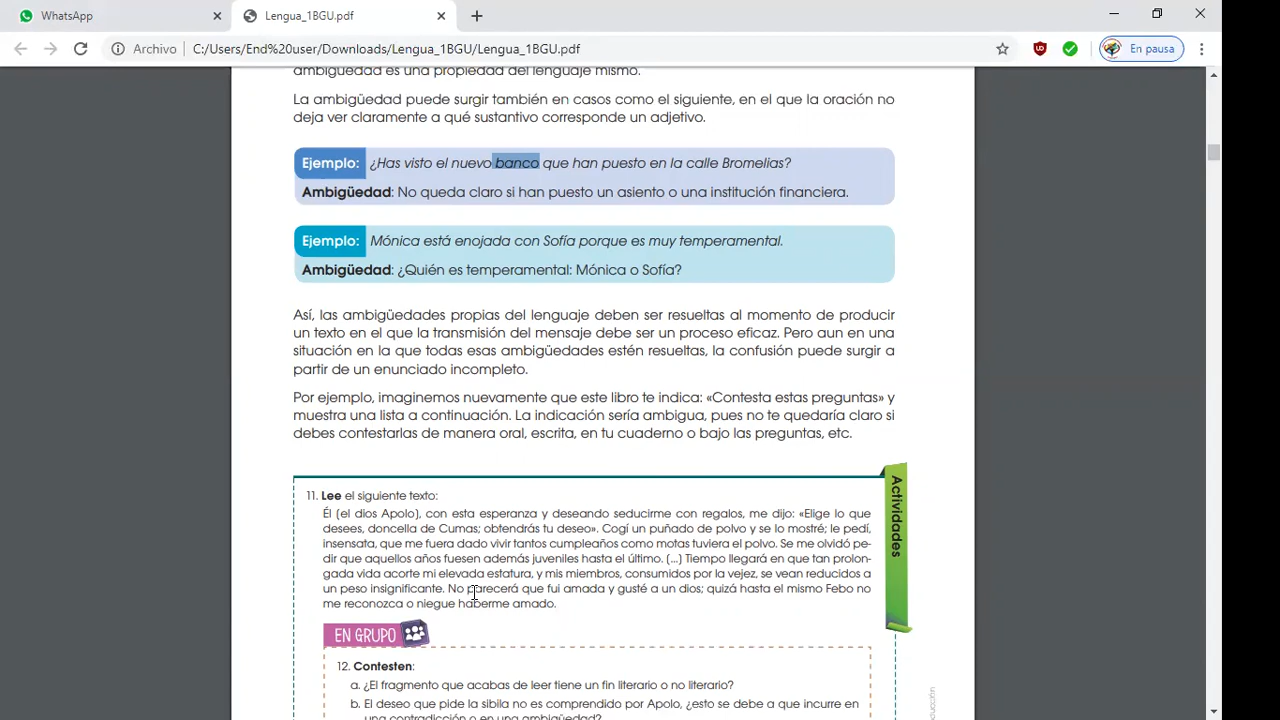 WhatsApp
Lengua_1BGU.pdf
Archivo
C:/Users/End%20user/Downloads/Lengua_1BGU/Lengua_1BGU.pdf
En pausa
ambigüedad es una propiedad del lenguaje mismo.
La ambigüedad puede surgir también en casos como el siguiente, en el que la oración no
deja ver claramente a qué sustantivo corresponde un adjetivo.
Ejemplo: ¿Has visto el nuevo banco que han puesto en la calle Bromelias?
Ambigüedad: No queda claro si han puesto un asiento o una institución financiera.
Ejemplo: Mónica está enojada con Sofía porque es muy temperamental.
Ambigüedad: ¿Quién es temperamental: Mónica o Sofía?
Así, las ambigüedades propias del lenguaje deben ser resueltas al momento de producir
un texto en el que la transmisión del mensaje debe ser un proceso eficaz. Pero aun en una
situación en la que todas esas ambigüedades estén resueltas, la confusión puede surgir a
partir de un enunciado incompleto.
Por ejemplo, imaginemos nuevamente que este libro te indica: «Contesta estas preguntas» y
muestra una lista a continuación. La indicación sería ambigua, pues no te quedaría claro si
debes contestarlas de manera oral, escrita, en tu cuaderno o bajo las preguntas, etc.
Actividades
11. Lee el siguiente texto:
Él (el dios Apolo), con esta esperanza y deseando seducirme con regalos, me dijo: «Elige lo que
desees, doncella de Cumas; obtendrás tu deseo». Cogí un puñado de polvo y se lo mostré; le pedí,
insensata, que me fuera dado vivir tantos cumpleaños como motas tuviera el polvo. Se me olvidó pe-
dir que aquellos años fuesen además juveniles hasta el último. (...) Tiempo llegará en que tan prolon-
gada vida acorte mi elevada estatura, y mis miembros, consumidos por la vejez, se vean reducidos a
un peso insignificante. No parecerá que fui amada y gusté a un dios; quizá hasta el mismo Febo no
me reconozca o niegue haberme amado.
EN GRUPO
12. Contesten:
a. ¿El fragmento que acabas de leer tiene un fin literario o no literario?
b. El deseo que pide la sibila no es comprendido por Apolo, ¿esto se debe a que incurre en
una contradicción o en una ambigüedad?